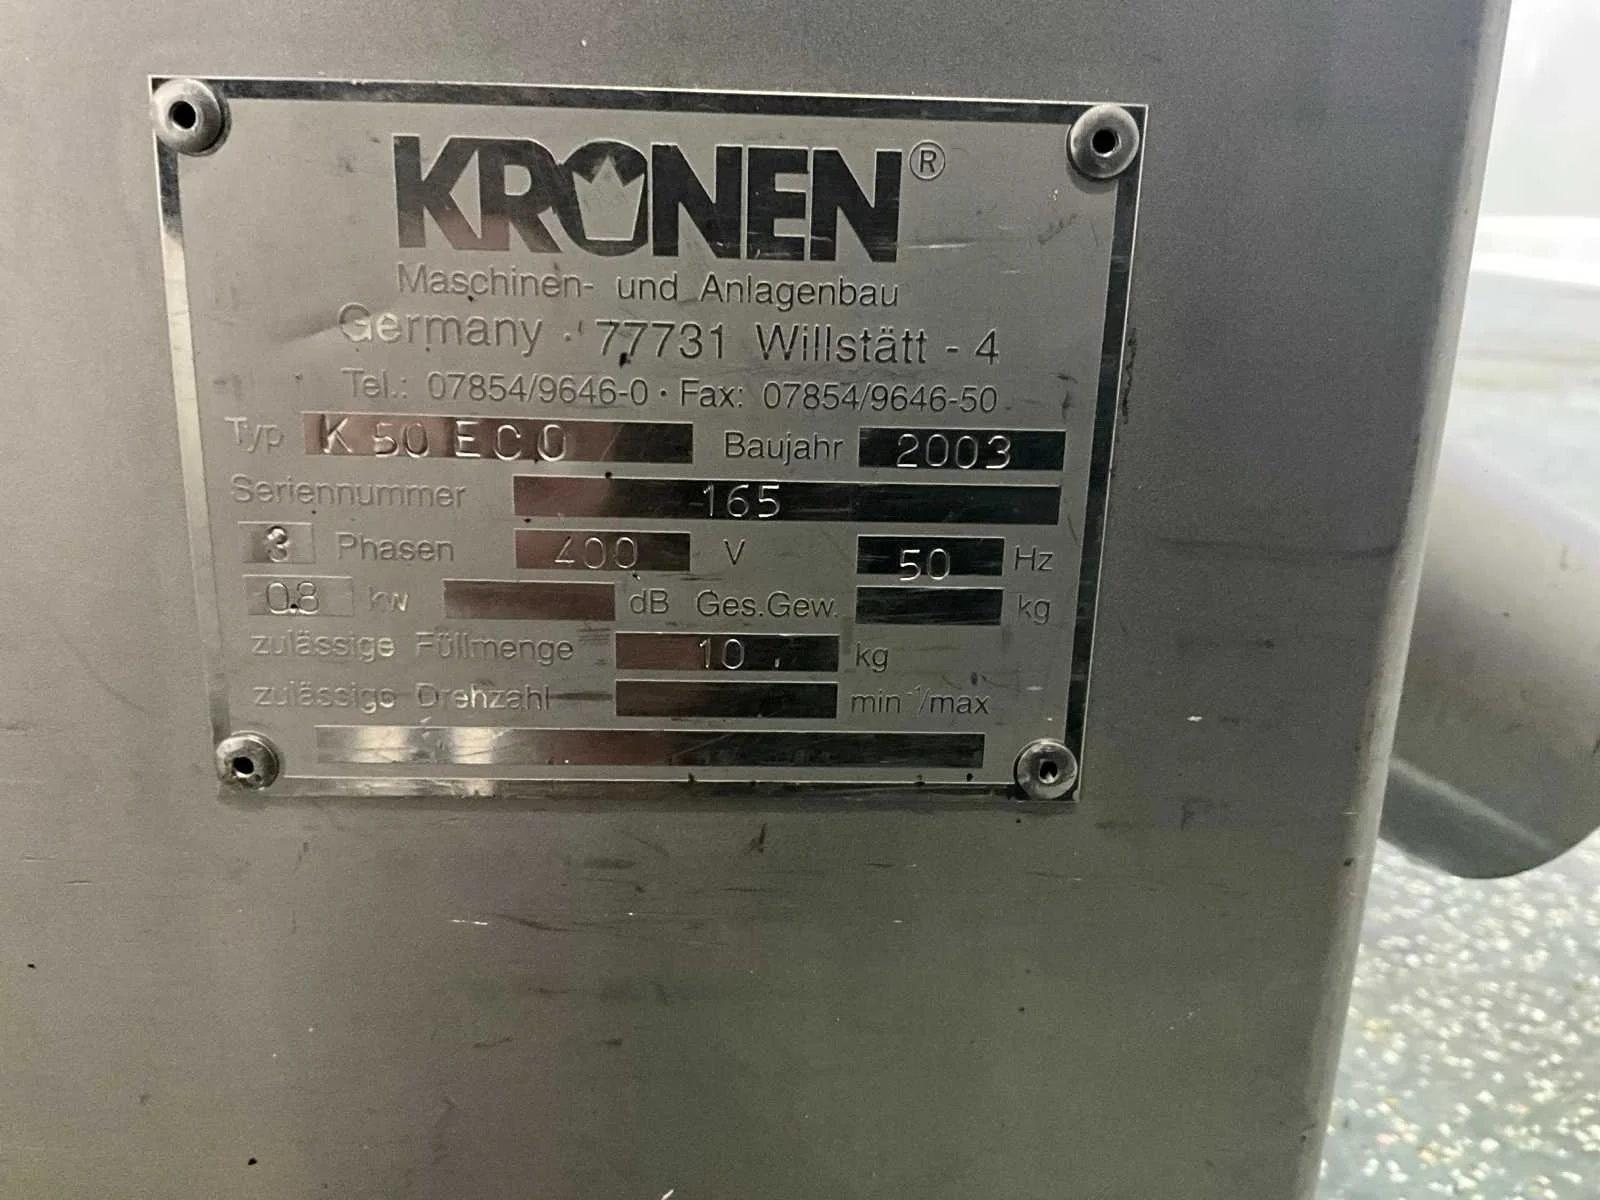 KRONEN®
Maschinen- und Anlagenbau
Germany · 77731 Willstätt - 4
Tel.: 07854/9646-0 · Fax: 07854/9646-50
Typ K 50 ECO Baujahr 2003
Seriennummer 165
3 Phasen 400 V 50 Hz
0.8 kw dB Ges.Gew. kg
zulässige Füllmenge 10 kg
zulässige Drehzahl min⁻¹/max